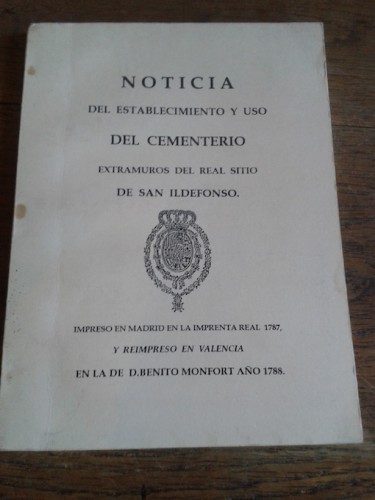 NOTICIA
DEL ESTABLECIMIENTO Y USO
DEL CEMENTERIO
EXTRAMUROS DEL REAL SITIO
DE SAN ILDEFONSO.
IMPRESO EN MADRID EN LA IMPRENTA REAL 1787,
Y REIMPRESO EN VALENCIA
EN LA DE D. BENITO MONFORT AÑO 1788.